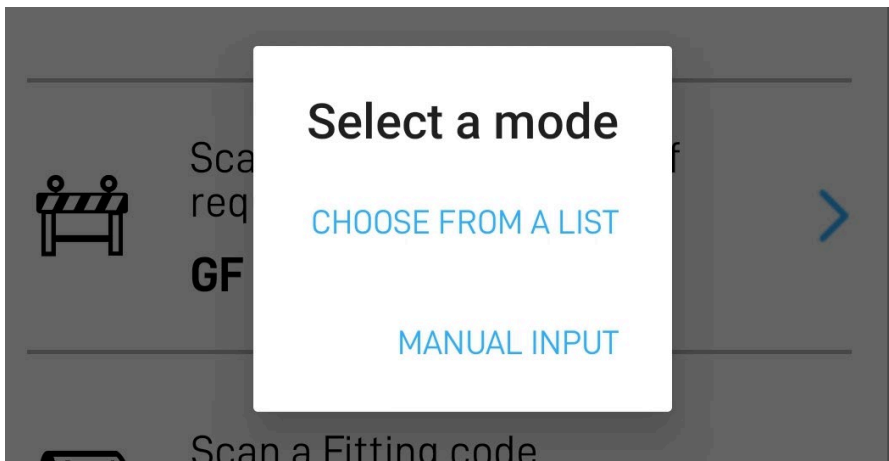 Select a mode
Sca
f
req
CHOOSE FROM A LIST
GF
MANUAL INPUT
Scan a Fitting code